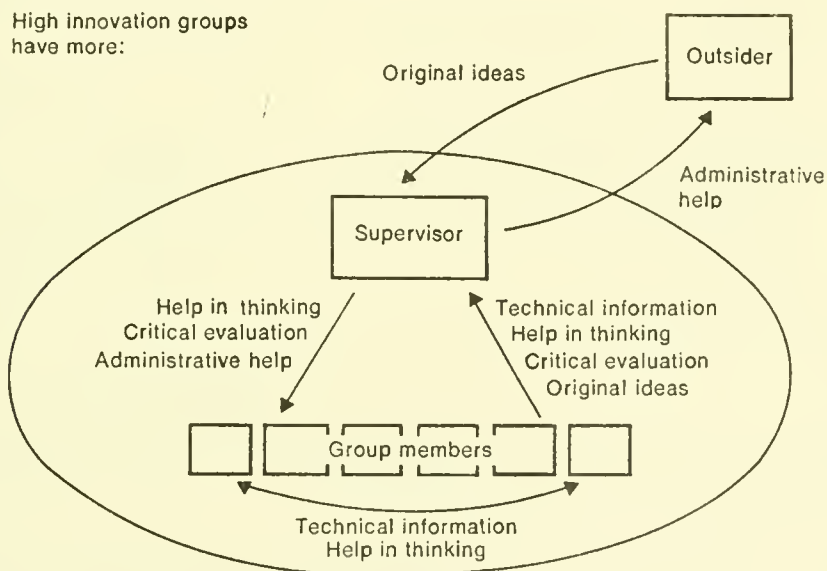 High innovation groups
have more:
Original ideas
Outsider
Administrative
help
Supervisor
Help in thinking
Critical evaluation
Administrative help
Technical information
Help in thinking
Critical evaluation
Original ideas
Group members
Technical information
Help in thinking